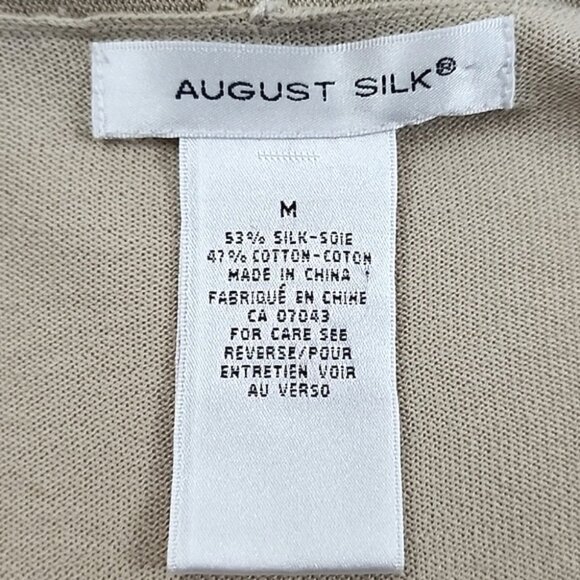 AUGUST SILK®
M
53% SILK-SOIE
47% COTTON-COTON
MADE IN CHINA
FABRIQUÉ EN CHINE
CA 07043
FOR CARE SEE
REVERSE/POUR
ENTRETIEN VOIR
AU VERSO